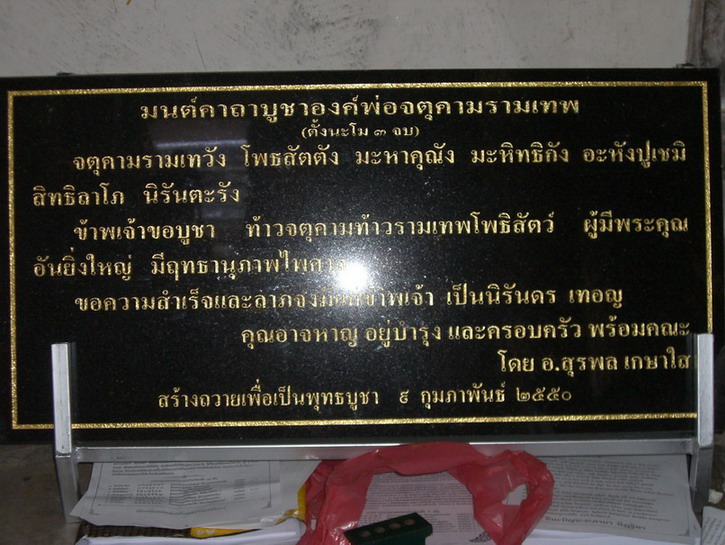 มนต์คาถาบูชาองค์พ่อจตุคามรามเทพ
(ตั้งนะโม ๓ จบ)
จตุคามรามเทวัง โพธสัตตัง มะหาคุณัง มะหิทธิกัง อะหังปูเชมิ
สิทธิลาโภ นิรันตะรัง
ข้าพเจ้าขอบูชา ท้าวจตุคามท้าวรามเทพโพธิสัตว์ ผู้มีพระคุณ
อันยิ่งใหญ่ มีฤทธานุภาพไพศาล
ขอความสำเร็จและลาภจงมีแด่ข้าพเจ้า เป็นนิรันดร เทอญ
คุณอาจหาญ อยู่บำรุง และครอบครัว พร้อมคณะ
โดย อ.สุรพล เกษาใส
สร้างถวายเพื่อเป็นพุทธบูชา ๙ กุมภาพันธ์ ๒๕๕๐